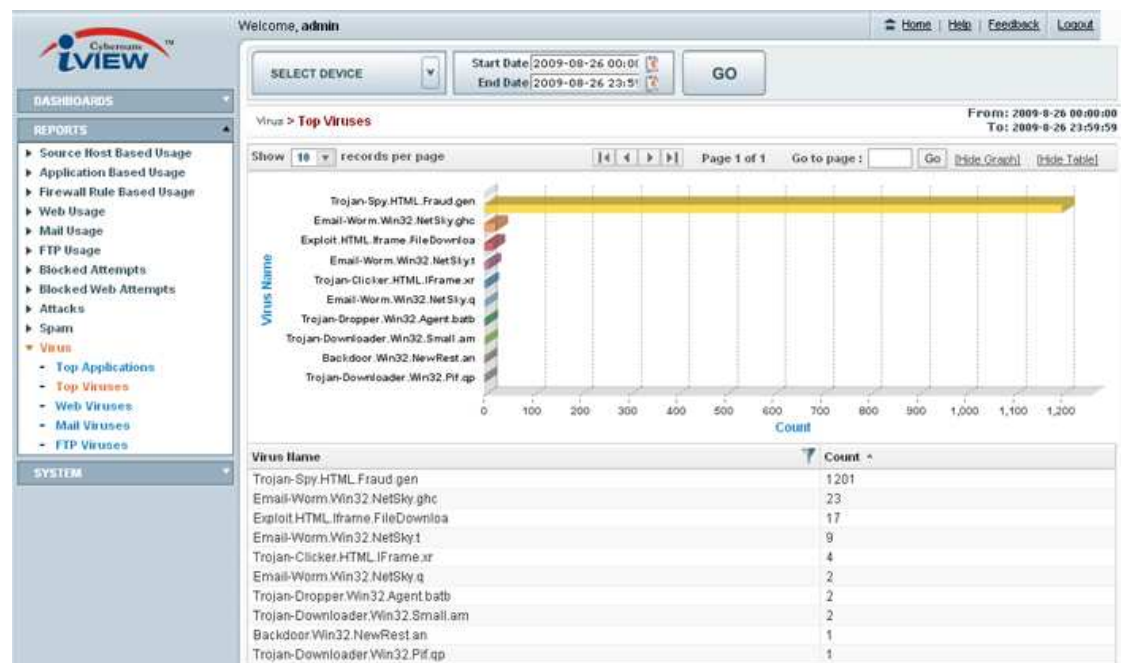 Welcome, admin
Home | Help | Feedback Logout
Cyberoam TM
iVIEW
SELECT DEVICE
Start Date 2009-08-26 00:0
End Date 2009-08-26 23:5
GO
DASHBOARDS
REPORTS
Virus > Top Viruses
From: 2009-8-26 00:00:00
To: 2009-8-26 23:59:59
Source Host Based Usage
Application Based Usage
Firewall Rule Based Usage
Web Usage
Mail Usage
FTP Usage
Blocked Attempts
Blocked Web Attempts
Attacks
Spam
Virus
- Top Applications
- Top Viruses
- Web Viruses
- Mail Viruses
- FTP Viruses
SYSTEM
Show 10 records per page
Page 1 of 1
Go to page :
Go
[Hide Graph]
[Hide Table]
Virus Name
Trojan-Spy.HTML.Fraud.gen
Email-Worm.Win32.NetSky.ghc
Exploit.HTML.Iframe.FileDownloa
Email-Worm.Win32.NetSky.t
Trojan-Clicker.HTML.IFrame.xr
Email-Worm.Win32.NetSky.q
Trojan-Dropper.Win32.Agent.batb
Trojan-Downloader.Win32.Small.am
Backdoor.Win32.NewRest.an
Trojan-Downloader.Win32.Pif.qp
0 100 200 300 400 500 600 700 800 900 1,000 1,100 1,200
Count
Virus Name Count
Trojan-Spy.HTML.Fraud.gen 1201
Email-Worm.Win32.NetSky.ghc 23
Exploit.HTML.Iframe.FileDownloa 17
Email-Worm.Win32.NetSky.t 9
Trojan-Clicker.HTML.IFrame.xr 4
Email-Worm.Win32.NetSky.q 2
Trojan-Dropper.Win32.Agent.batb 2
Trojan-Downloader.Win32.Small.am 2
Backdoor.Win32.NewRest.an 1
Trojan-Downloader.Win32.Pif.qp 1